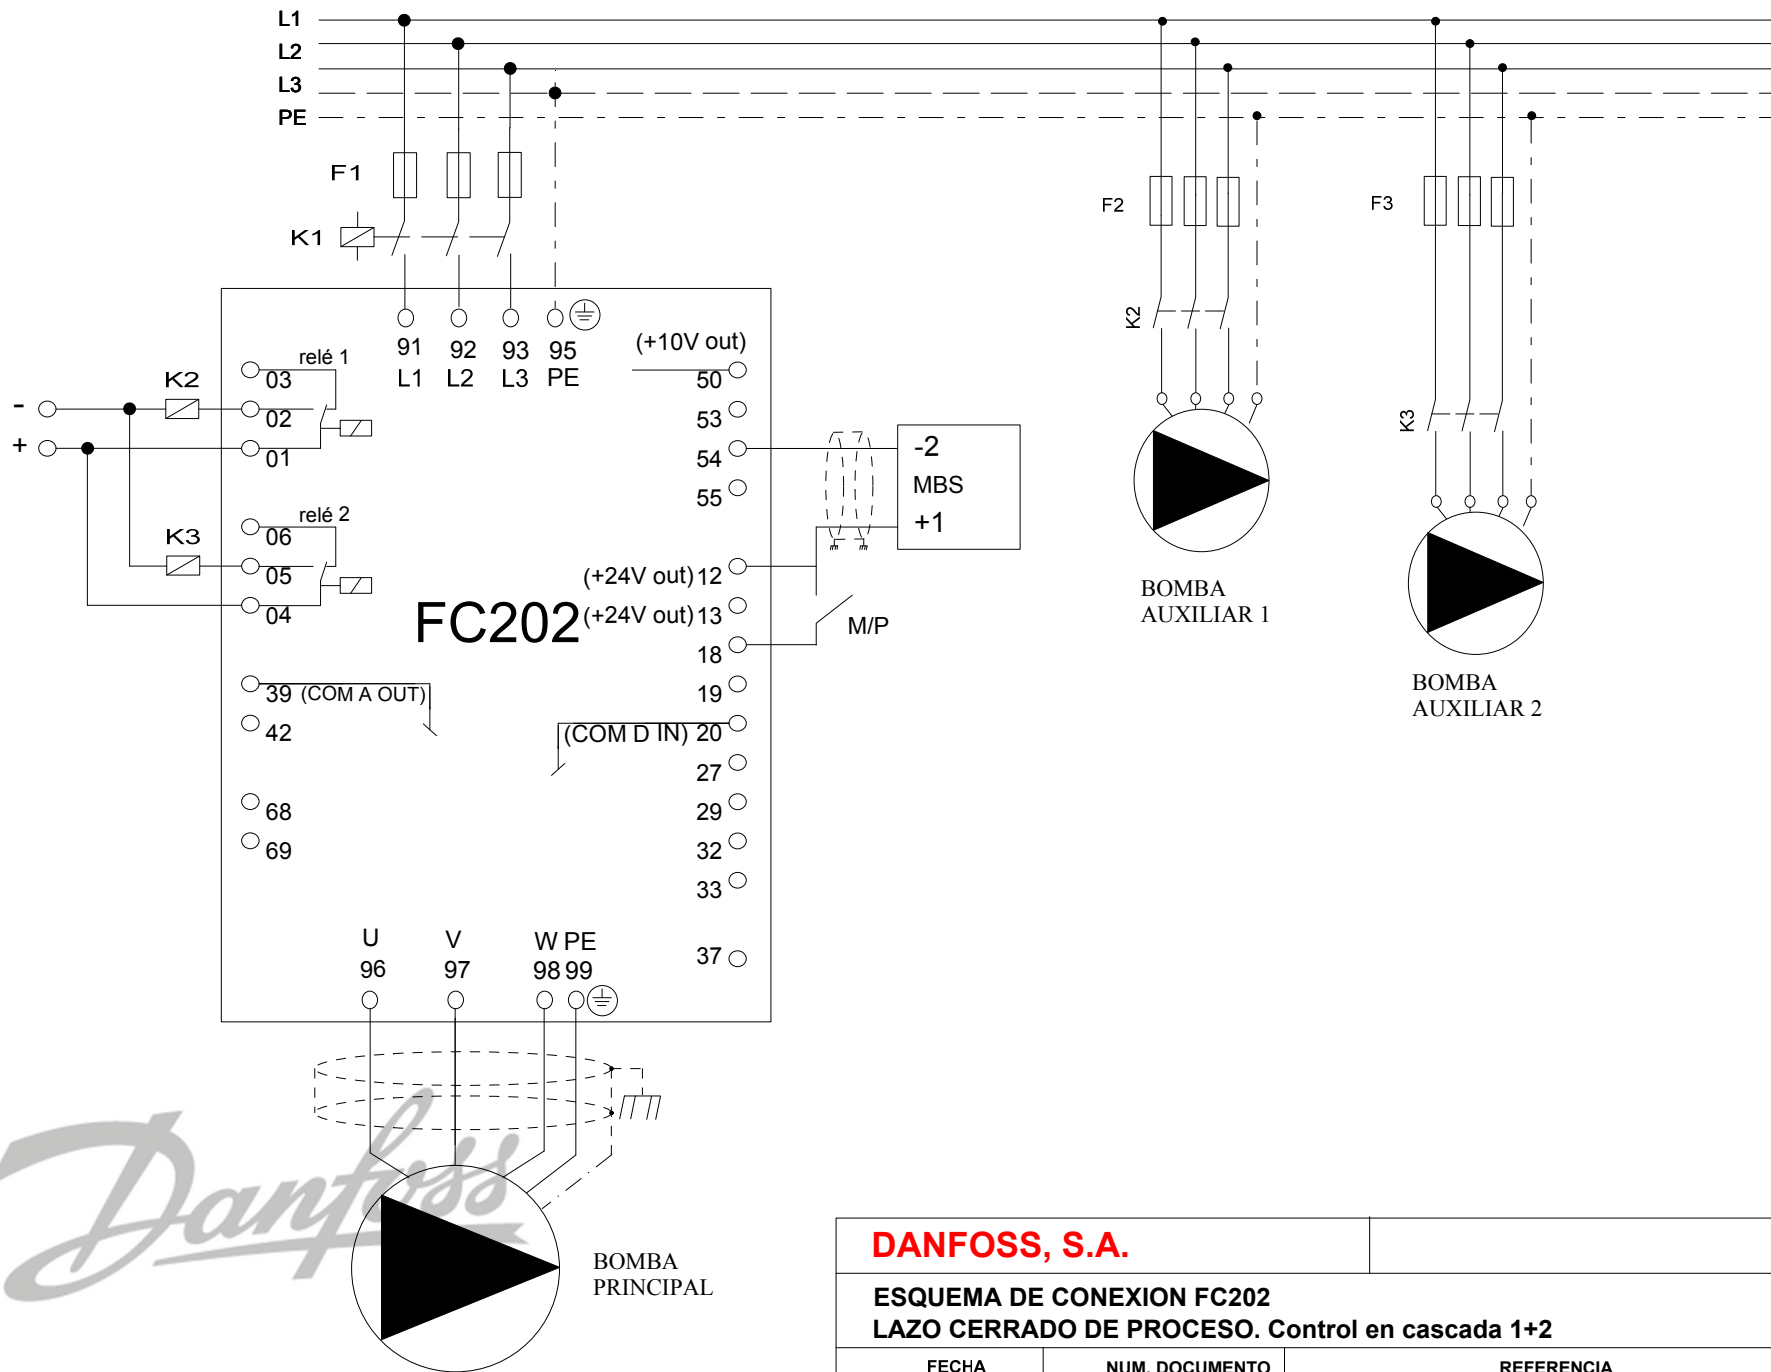 L1
L2
L3
PE
F1
K1
F2
F3
K2
K3
91 92 93 95
L1 L2 L3 PE
(+10V out)
50
53
54
55
-2
MBS
+1
(+24V out) 12
(+24V out) 13
18
M/P
19
(COM D IN) 20
27
29
32
33
37
relé 1
03
K2
02
-
+
01
relé 2
06
K3
05
04
FC202
39 (COM A OUT)
42
68
69
U V W PE
96 97 98 99
BOMBA
AUXILIAR 1
BOMBA
AUXILIAR 2
Danfoss
BOMBA
PRINCIPAL
DANFOSS, S.A.
ESQUEMA DE CONEXION FC202
LAZO CERRADO DE PROCESO. Control en cascada 1+2
FECHA NUM. DOCUMENTO REFERENCIA